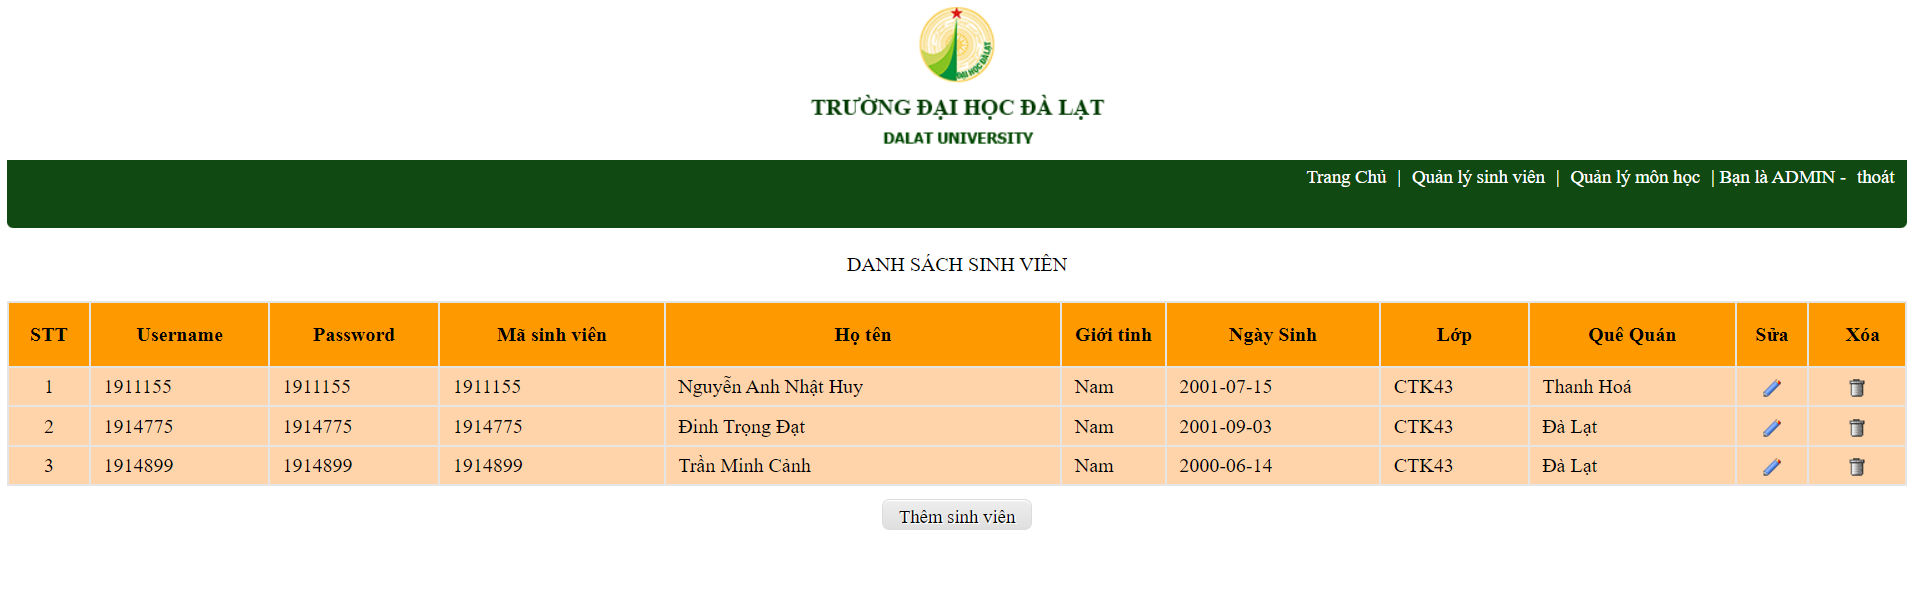 ĐẠI HỌC ĐÀ LẠT
TRƯỜNG ĐẠI HỌC ĐÀ LẠT
DALAT UNIVERSITY
Trang Chủ | Quản lý sinh viên | Quản lý môn học | Bạn là ADMIN - thoát
DANH SÁCH SINH VIÊN
STT Username Password Mã sinh viên Họ tên Giới tinh Ngày Sinh Lớp Quê Quán Sửa Xóa
1 1911155 1911155 1911155 Nguyễn Anh Nhật Huy Nam 2001-07-15 CTK43 Thanh Hoá
2 1914775 1914775 1914775 Đinh Trọng Đạt Nam 2001-09-03 CTK43 Đà Lạt
3 1914899 1914899 1914899 Trần Minh Cảnh Nam 2000-06-14 CTK43 Đà Lạt
Thêm sinh viên